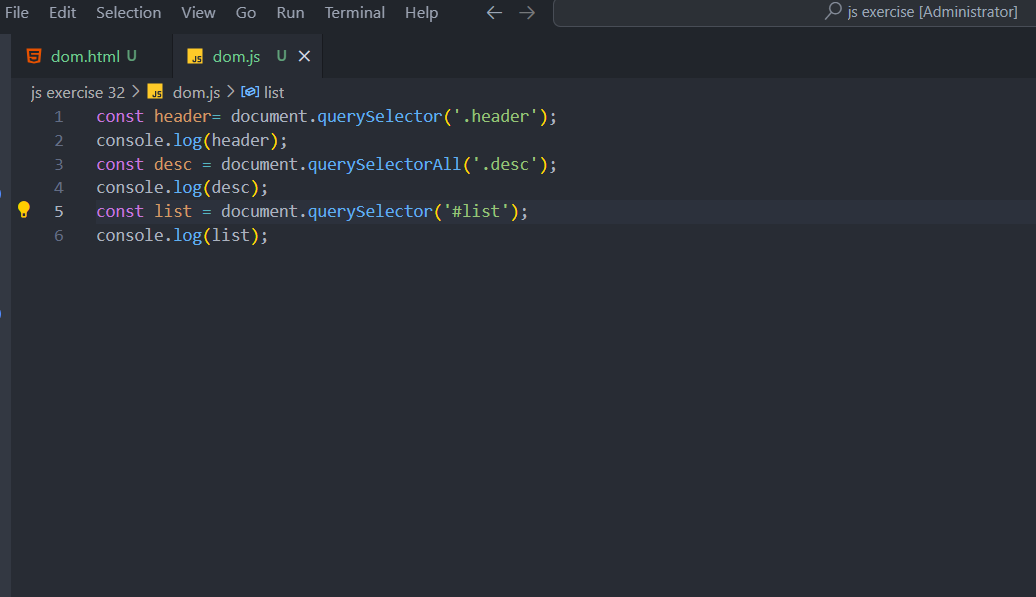 File Edit Selection View Go Run Terminal Help js exercise [Administrator]
dom.html U JS dom.js U
js exercise 32 > JS dom.js > list
1 const header= document.querySelector('.header');
2 console.log(header);
3 const desc = document.querySelectorAll('.desc');
4 console.log(desc);
5 const list = document.querySelector('#list');
6 console.log(list);